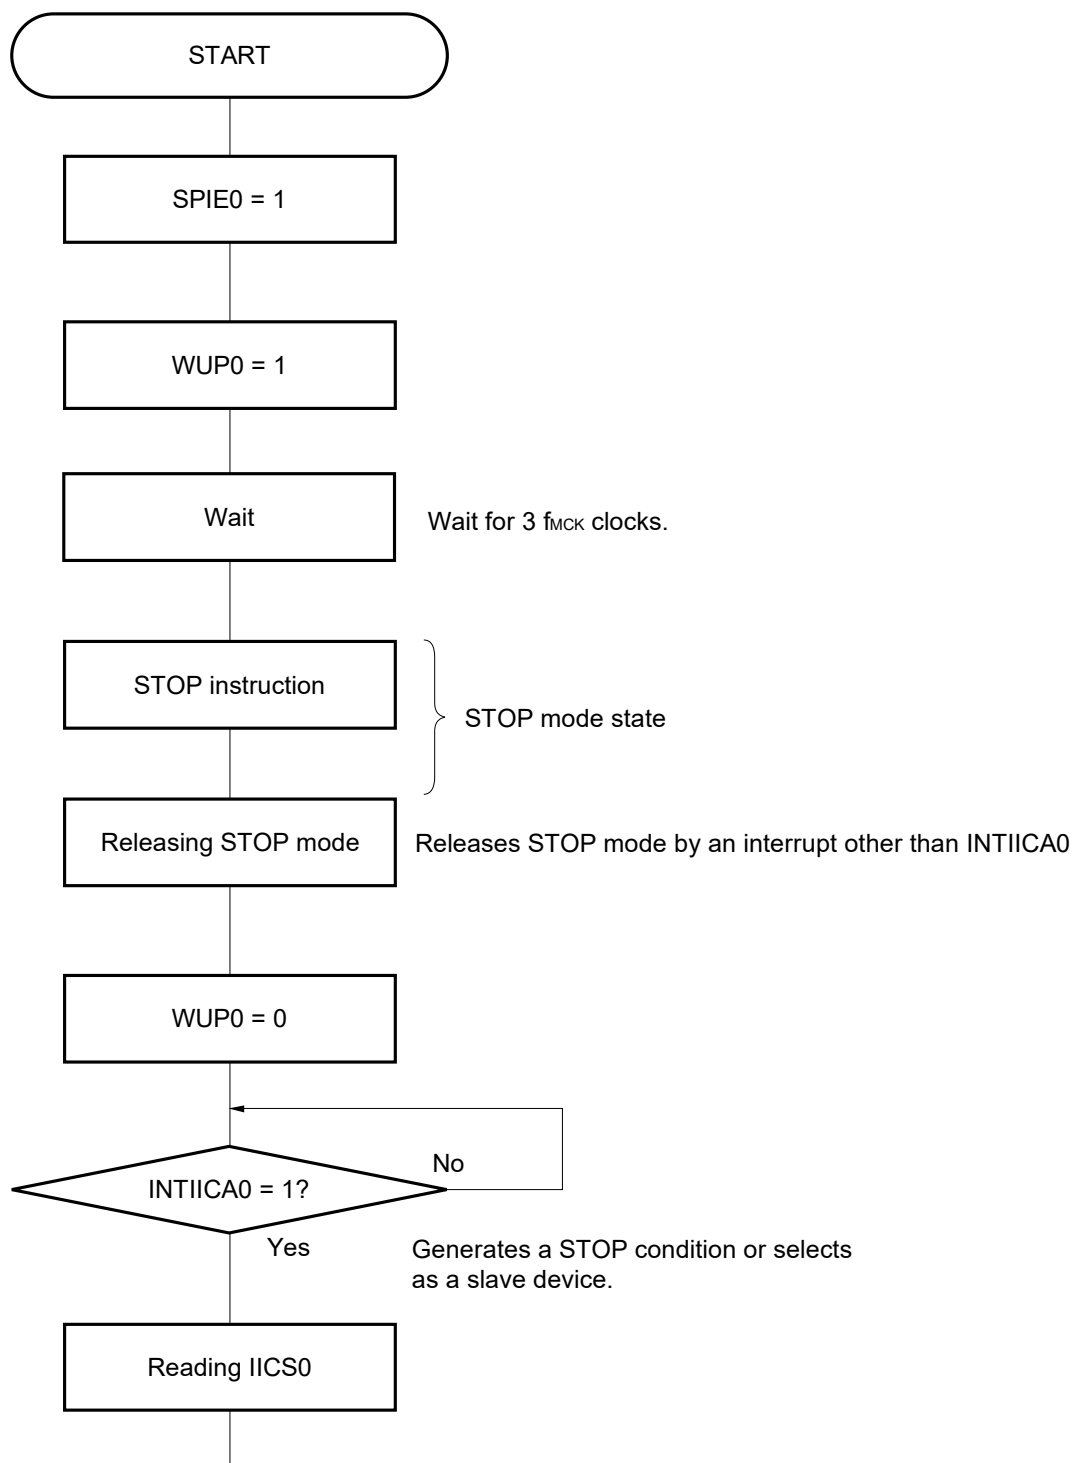 START
SPIE0 = 1
WUP0 = 1
Wait
Wait for 3 fMCK clocks.
STOP instruction
STOP mode state
Releasing STOP mode
Releases STOP mode by an interrupt other than INTIICA0
WUP0 = 0
No
INTIICA0 = 1?
Yes
Generates a STOP condition or selects
as a slave device.
Reading IICS0